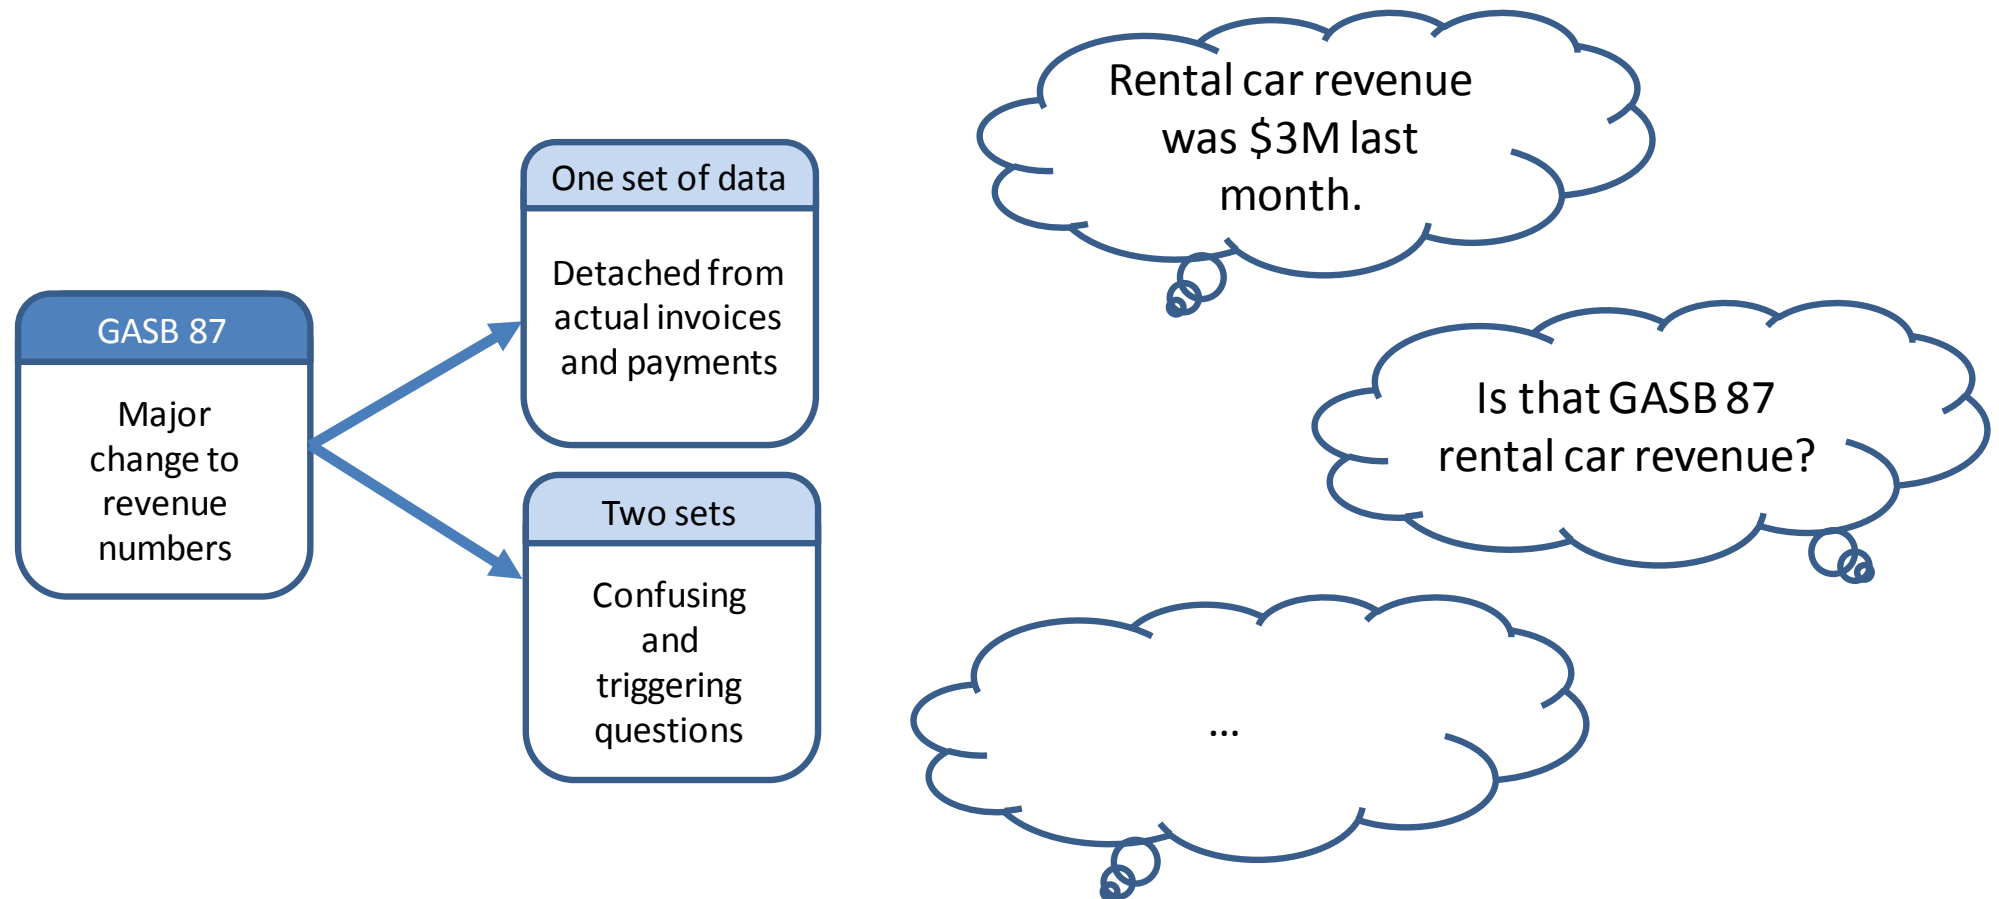 GASB 87
Major
change to
revenue
numbers
One set of data
Detached from
actual invoices
and payments
Two sets
Confusing
and
triggering
questions
Rental car revenue
was $3M last
month.
Is that GASB 87
rental car revenue?
...